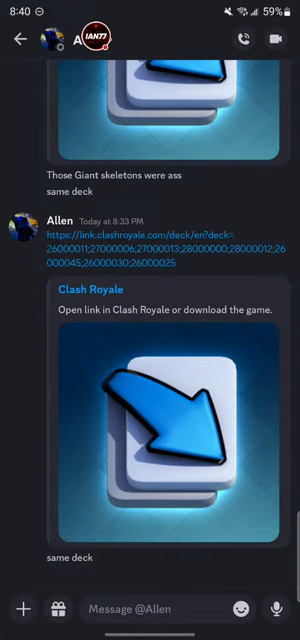 8:40
59%
A
IAN77
Those Giant skeletons were ass
same deck
Allen Today at 8:33 PM
https://link.clashroyale.com/deck/en?deck=
26000011;27000006;27000013;28000000;28000012;26
000045;26000030;26000025
Clash Royale
Open link in Clash Royale or download the game.
same deck
Message @Allen